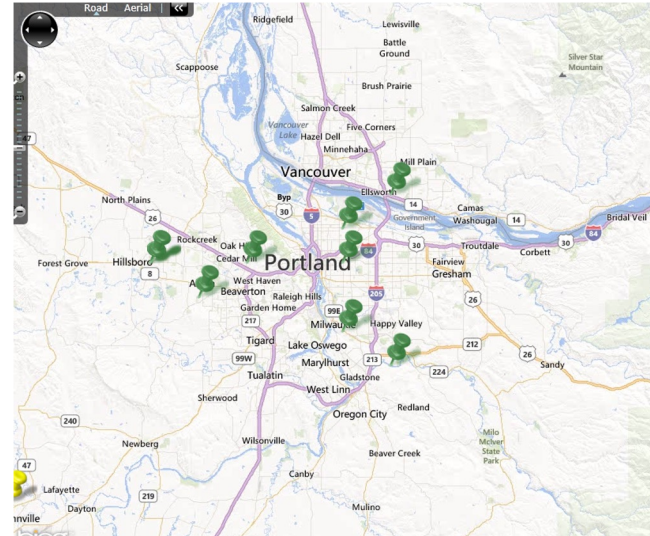 Road Aerial «
Ridgefield
Lewisville
Battle
Ground
Silver Star
Mountain
Scappoose
Brush Prairie
Salmon Creek
Vancouver
Lake
Five Corners
Hazel Dell
Minnehaha
47
Mill Plain
Vancouver
Ellsworth
Byp
30
5
14
Camas
Washougal
14
Bridal Veil
North Plains
26
Government
Island
84
Rockcreek
Oak H
Cedar Mill
84
30
Troutdale
Corbett
30
Forest Grove
Hillsboro
8
Portland
Fairview
Gresham
West Haven
A
Beaverton
Raleigh Hills
205
26
Garden Home
99E
217
Milwaukie
Happy Valley
Tigard
Lake Oswego
212
26
99W
Marylhurst
213
Sandy
Tualatin
Gladstone
224
West Linn
Sherwood
Redland
Oregon City
240
Milo
McIver
State
Park
Newberg
Wilsonville
Beaver Creek
47
Canby
Lafayette
219
Dayton
Mulino
nnville
bing